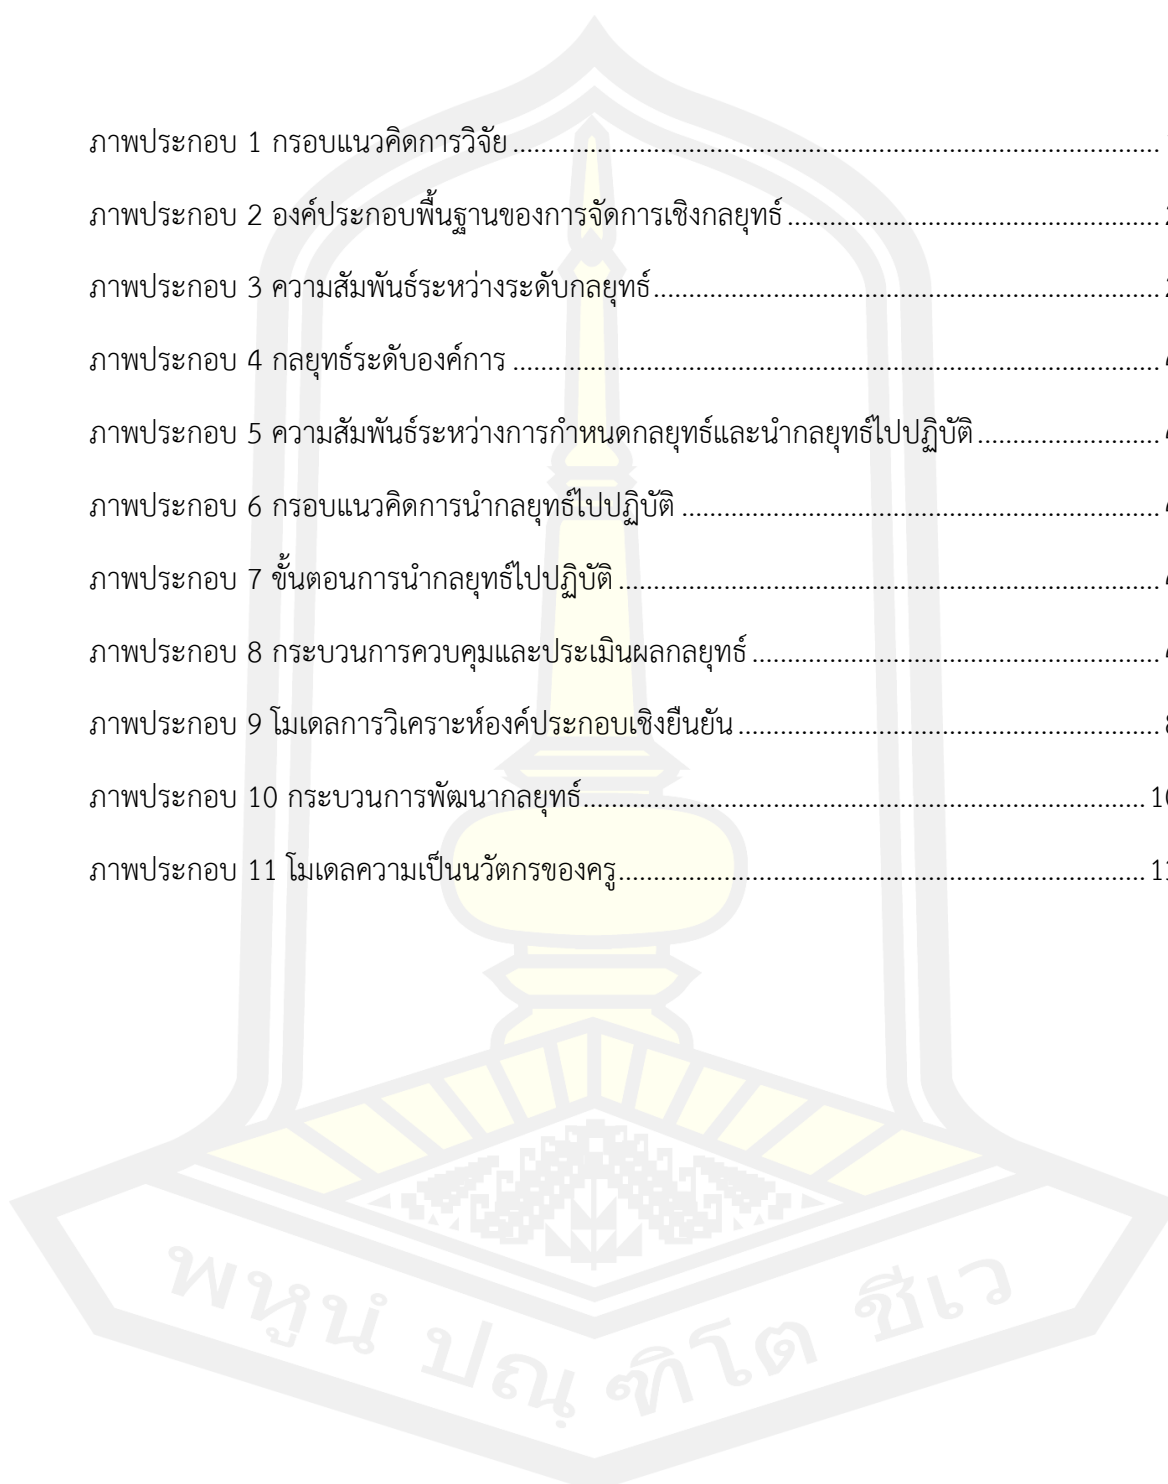 ภาพประกอบ 1 กรอบแนวคิดการวิจัย ............................................................................................
ภาพประกอบ 2 องค์ประกอบพื้นฐานของการจัดการเชิงกลยุทธ์ .....................................................
ภาพประกอบ 3 ความสัมพันธ์ระหว่างระดับกลยุทธ์ ........................................................................
ภาพประกอบ 4 กลยุทธ์ระดับองค์การ ............................................................................................
ภาพประกอบ 5 ความสัมพันธ์ระหว่างการกำหนดกลยุทธ์และนำกลยุทธ์ไปปฏิบัติ ..........................
ภาพประกอบ 6 กรอบแนวคิดการนำกลยุทธ์ไปปฏิบัติ ....................................................................
ภาพประกอบ 7 ขั้นตอนการนำกลยุทธ์ไปปฏิบัติ .............................................................................
ภาพประกอบ 8 กระบวนการควบคุมและประเมินผลกลยุทธ์ ..........................................................
ภาพประกอบ 9 โมเดลการวิเคราะห์องค์ประกอบเชิงยืนยัน ............................................................
ภาพประกอบ 10 กระบวนการพัฒนากลยุทธ์ ................................................................................
ภาพประกอบ 11 โมเดลความเป็นนวัตกรของครู ...........................................................................
พหูนํ ปณฺฑิโต ชีเว